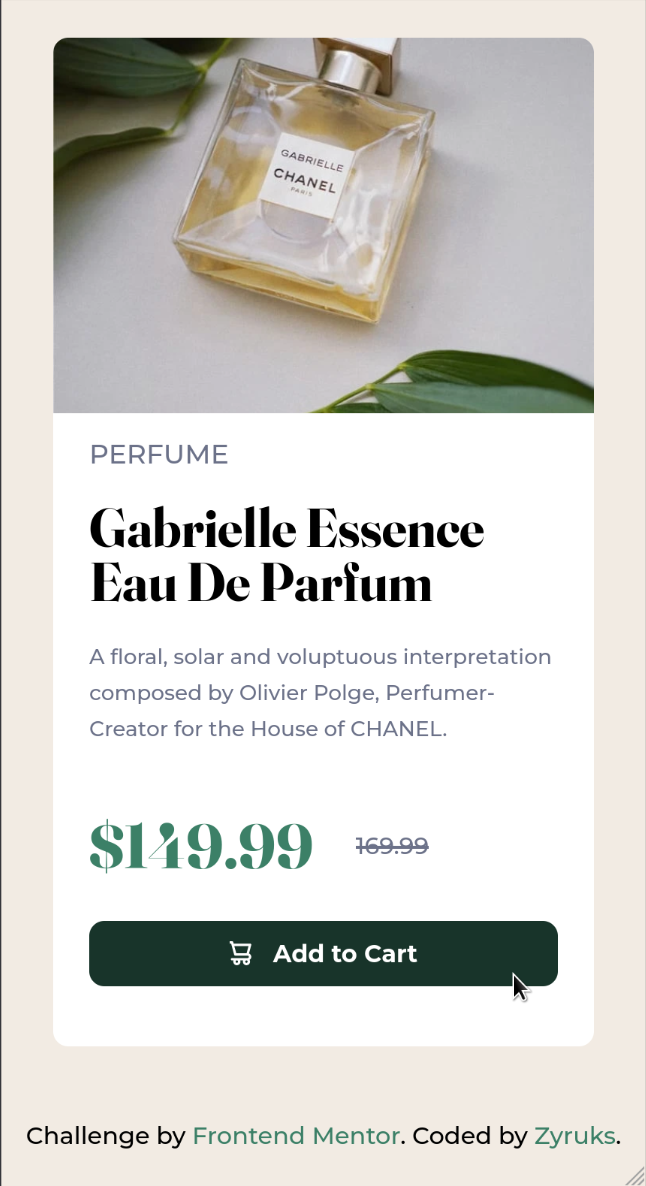 GABRIELLE
CHANEL
PARIS
PERFUME
Gabrielle Essence
Eau De Parfum
A floral, solar and voluptuous interpretation
composed by Olivier Polge, Perfumer-
Creator for the House of CHANEL.
$149.99 169.99
Add to Cart
Challenge by Frontend Mentor. Coded by Zyruks.